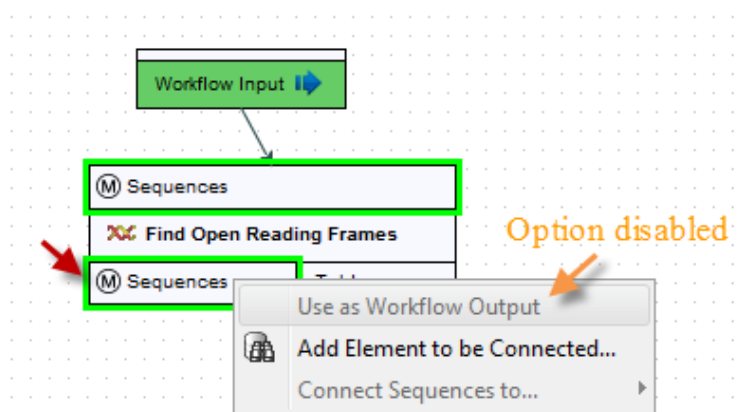 Workflow Input
M Sequences
Find Open Reading Frames
Option disabled
M Sequences
Use as Workflow Output
Add Element to be Connected...
Connect Sequences to...